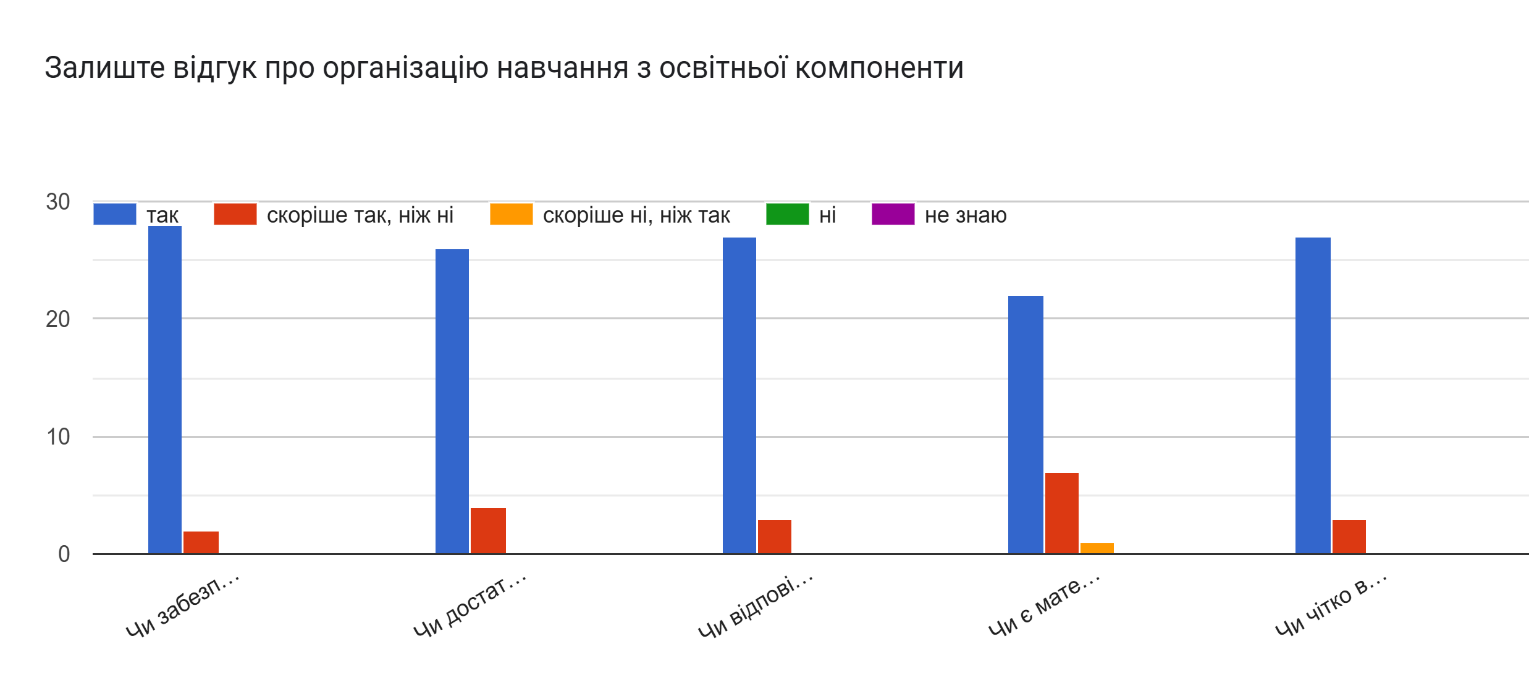 Залиште відгук про організацію навчання з освітньої компоненти
30
так
скоріше так, ніж ні
скоріше ні, ніж так
ні
не знаю
20
10
0
Чи забезп...
Чи достат...
Чи відпові...
Чи є мате...
Чи чітко в...